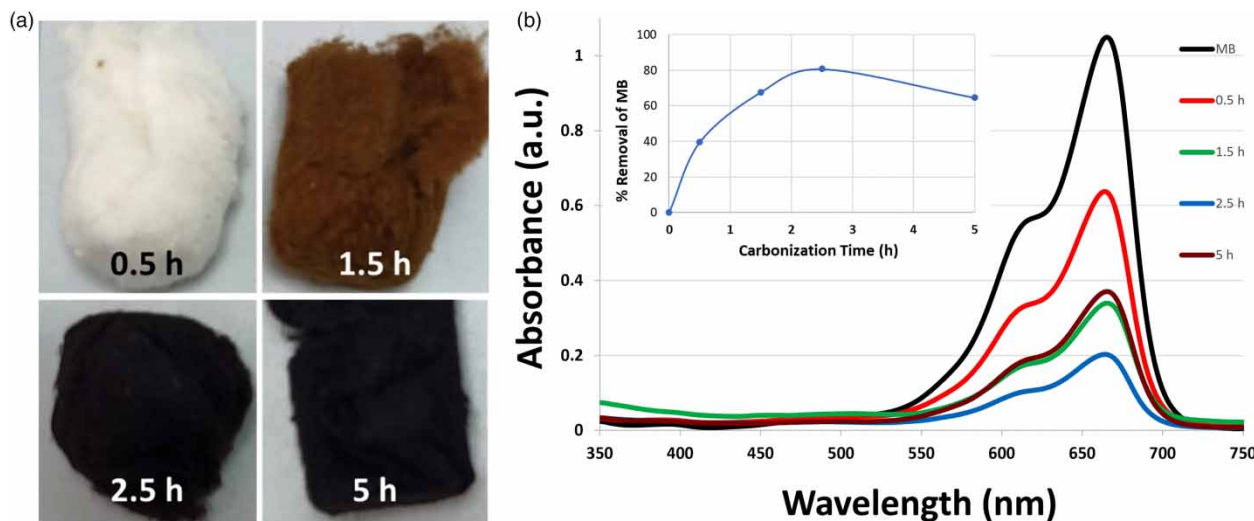 (a)
0.5 h
1.5 h
2.5 h
5 h
(b)
Absorbance (a.u.)
1
0.8
0.6
0.4
0.2
0
350
400
450
500
550
600
650
700
750
Wavelength (nm)
% Removal of MB
100
80
60
40
20
0
0
1
2
3
4
5
Carbonization Time (h)
MB
0.5 h
1.5 h
2.5 h
5 h